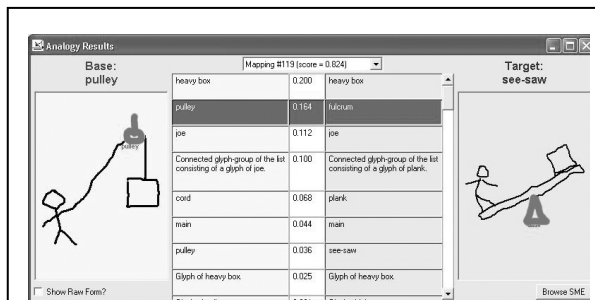 Analogy Results
Base:
pulley
Mapping #119 (score = 0.824)
Target:
see-saw
heavy box 0.200 heavy box
pulley 0.164 fulcrum
joe 0.112 joe
Connected glyph-group of the list consisting of a glyph of joe. 0.100 Connected glyph-group of the list consisting of a glyph of plank.
cord 0.068 plank
main 0.044 main
pulley 0.036 see-saw
Glyph of heavy box. 0.025 Glyph of heavy box.
pulley
Show Raw Form?
Browse SME